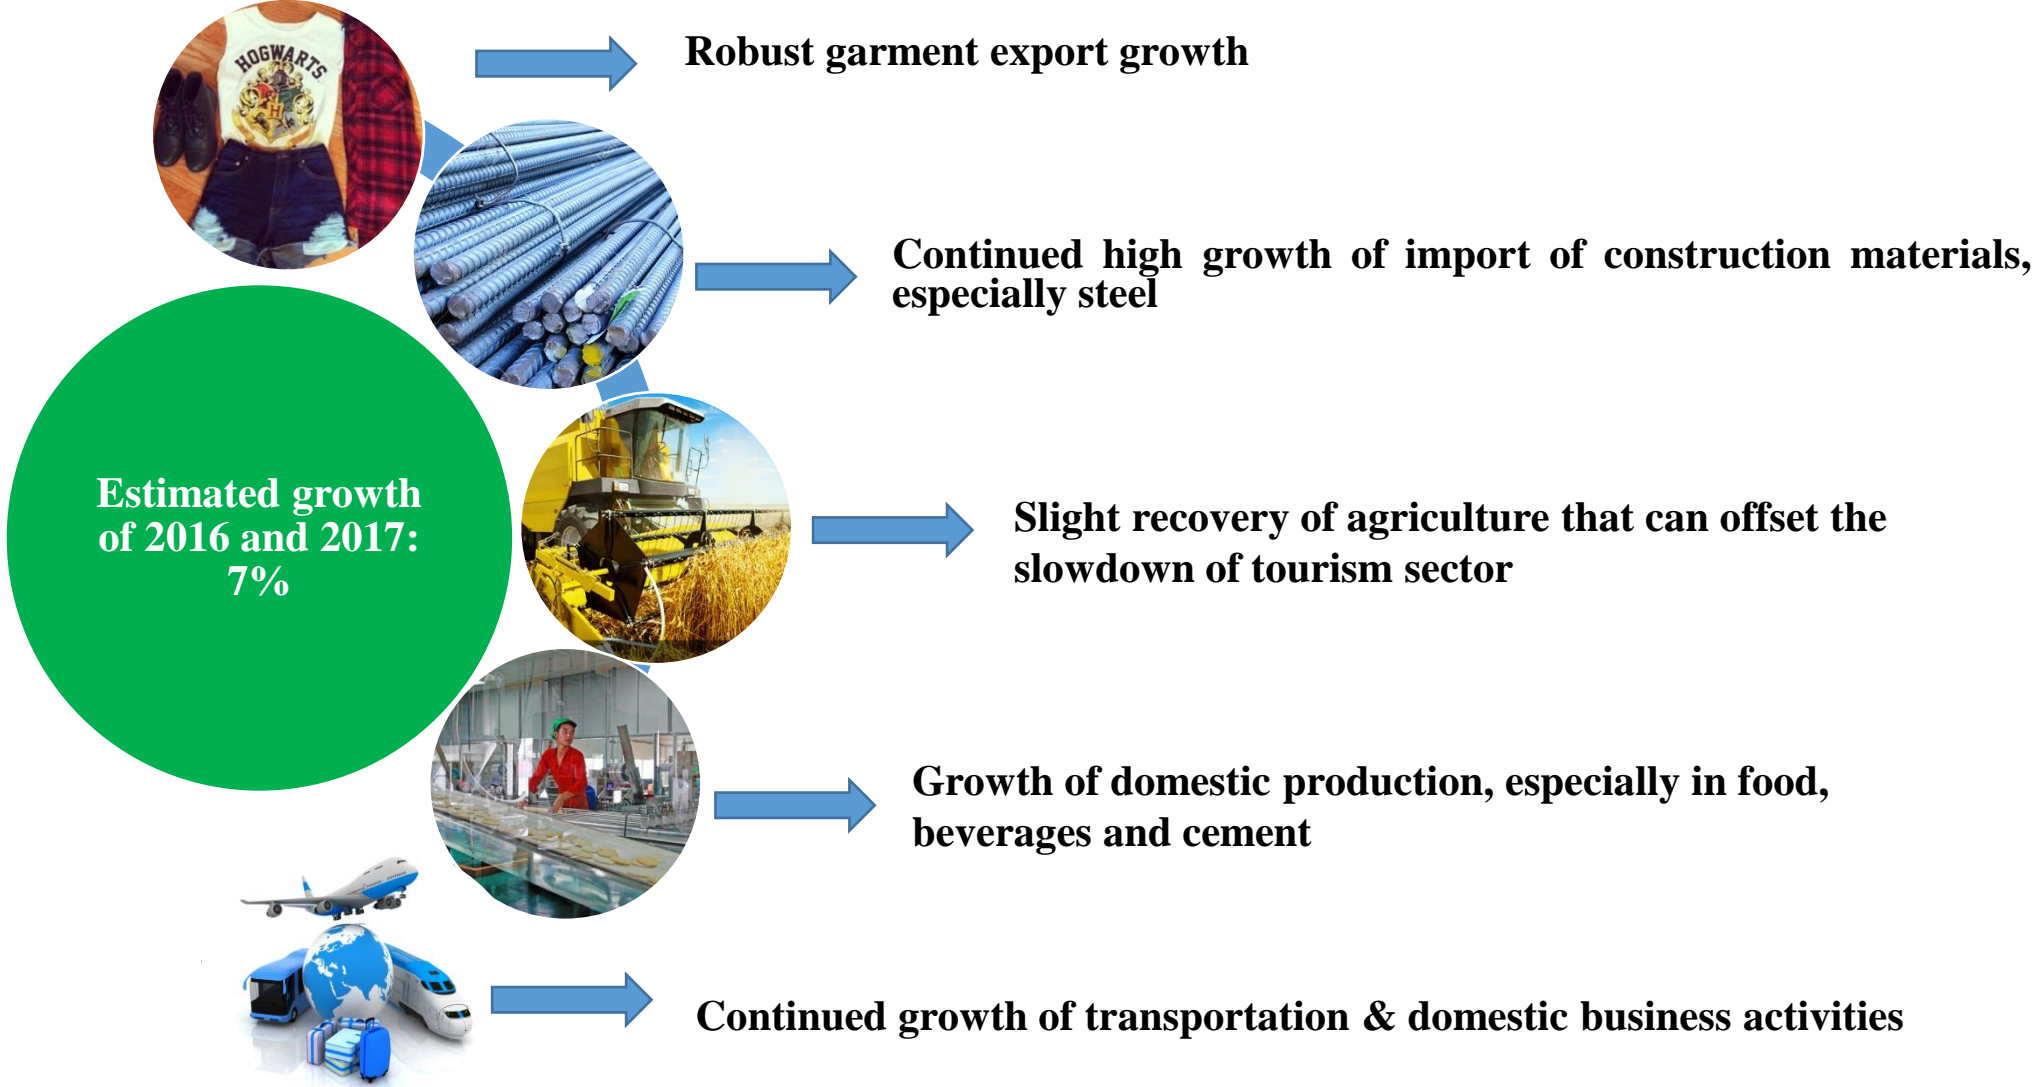 HOGWARTS
H
Robust garment export growth
Continued high growth of import of construction materials,
especially steel
Estimated growth
of 2016 and 2017:
7%
Slight recovery of agriculture that can offset the
slowdown of tourism sector
Growth of domestic production, especially in food,
beverages and cement
Continued growth of transportation & domestic business activities